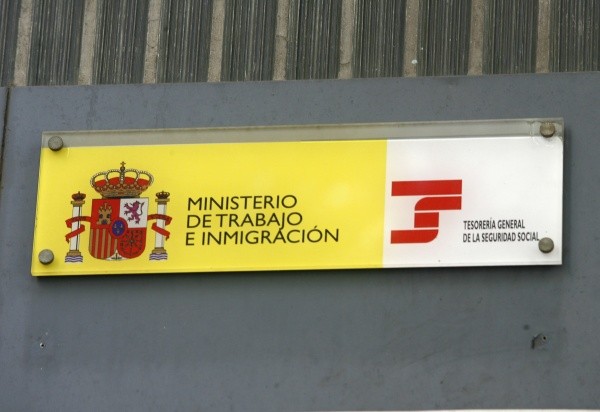 MINISTERIO
DE TRABAJO
E INMIGRACIÓN
TESORERÍA GENERAL
DE LA SEGURIDAD SOCIAL